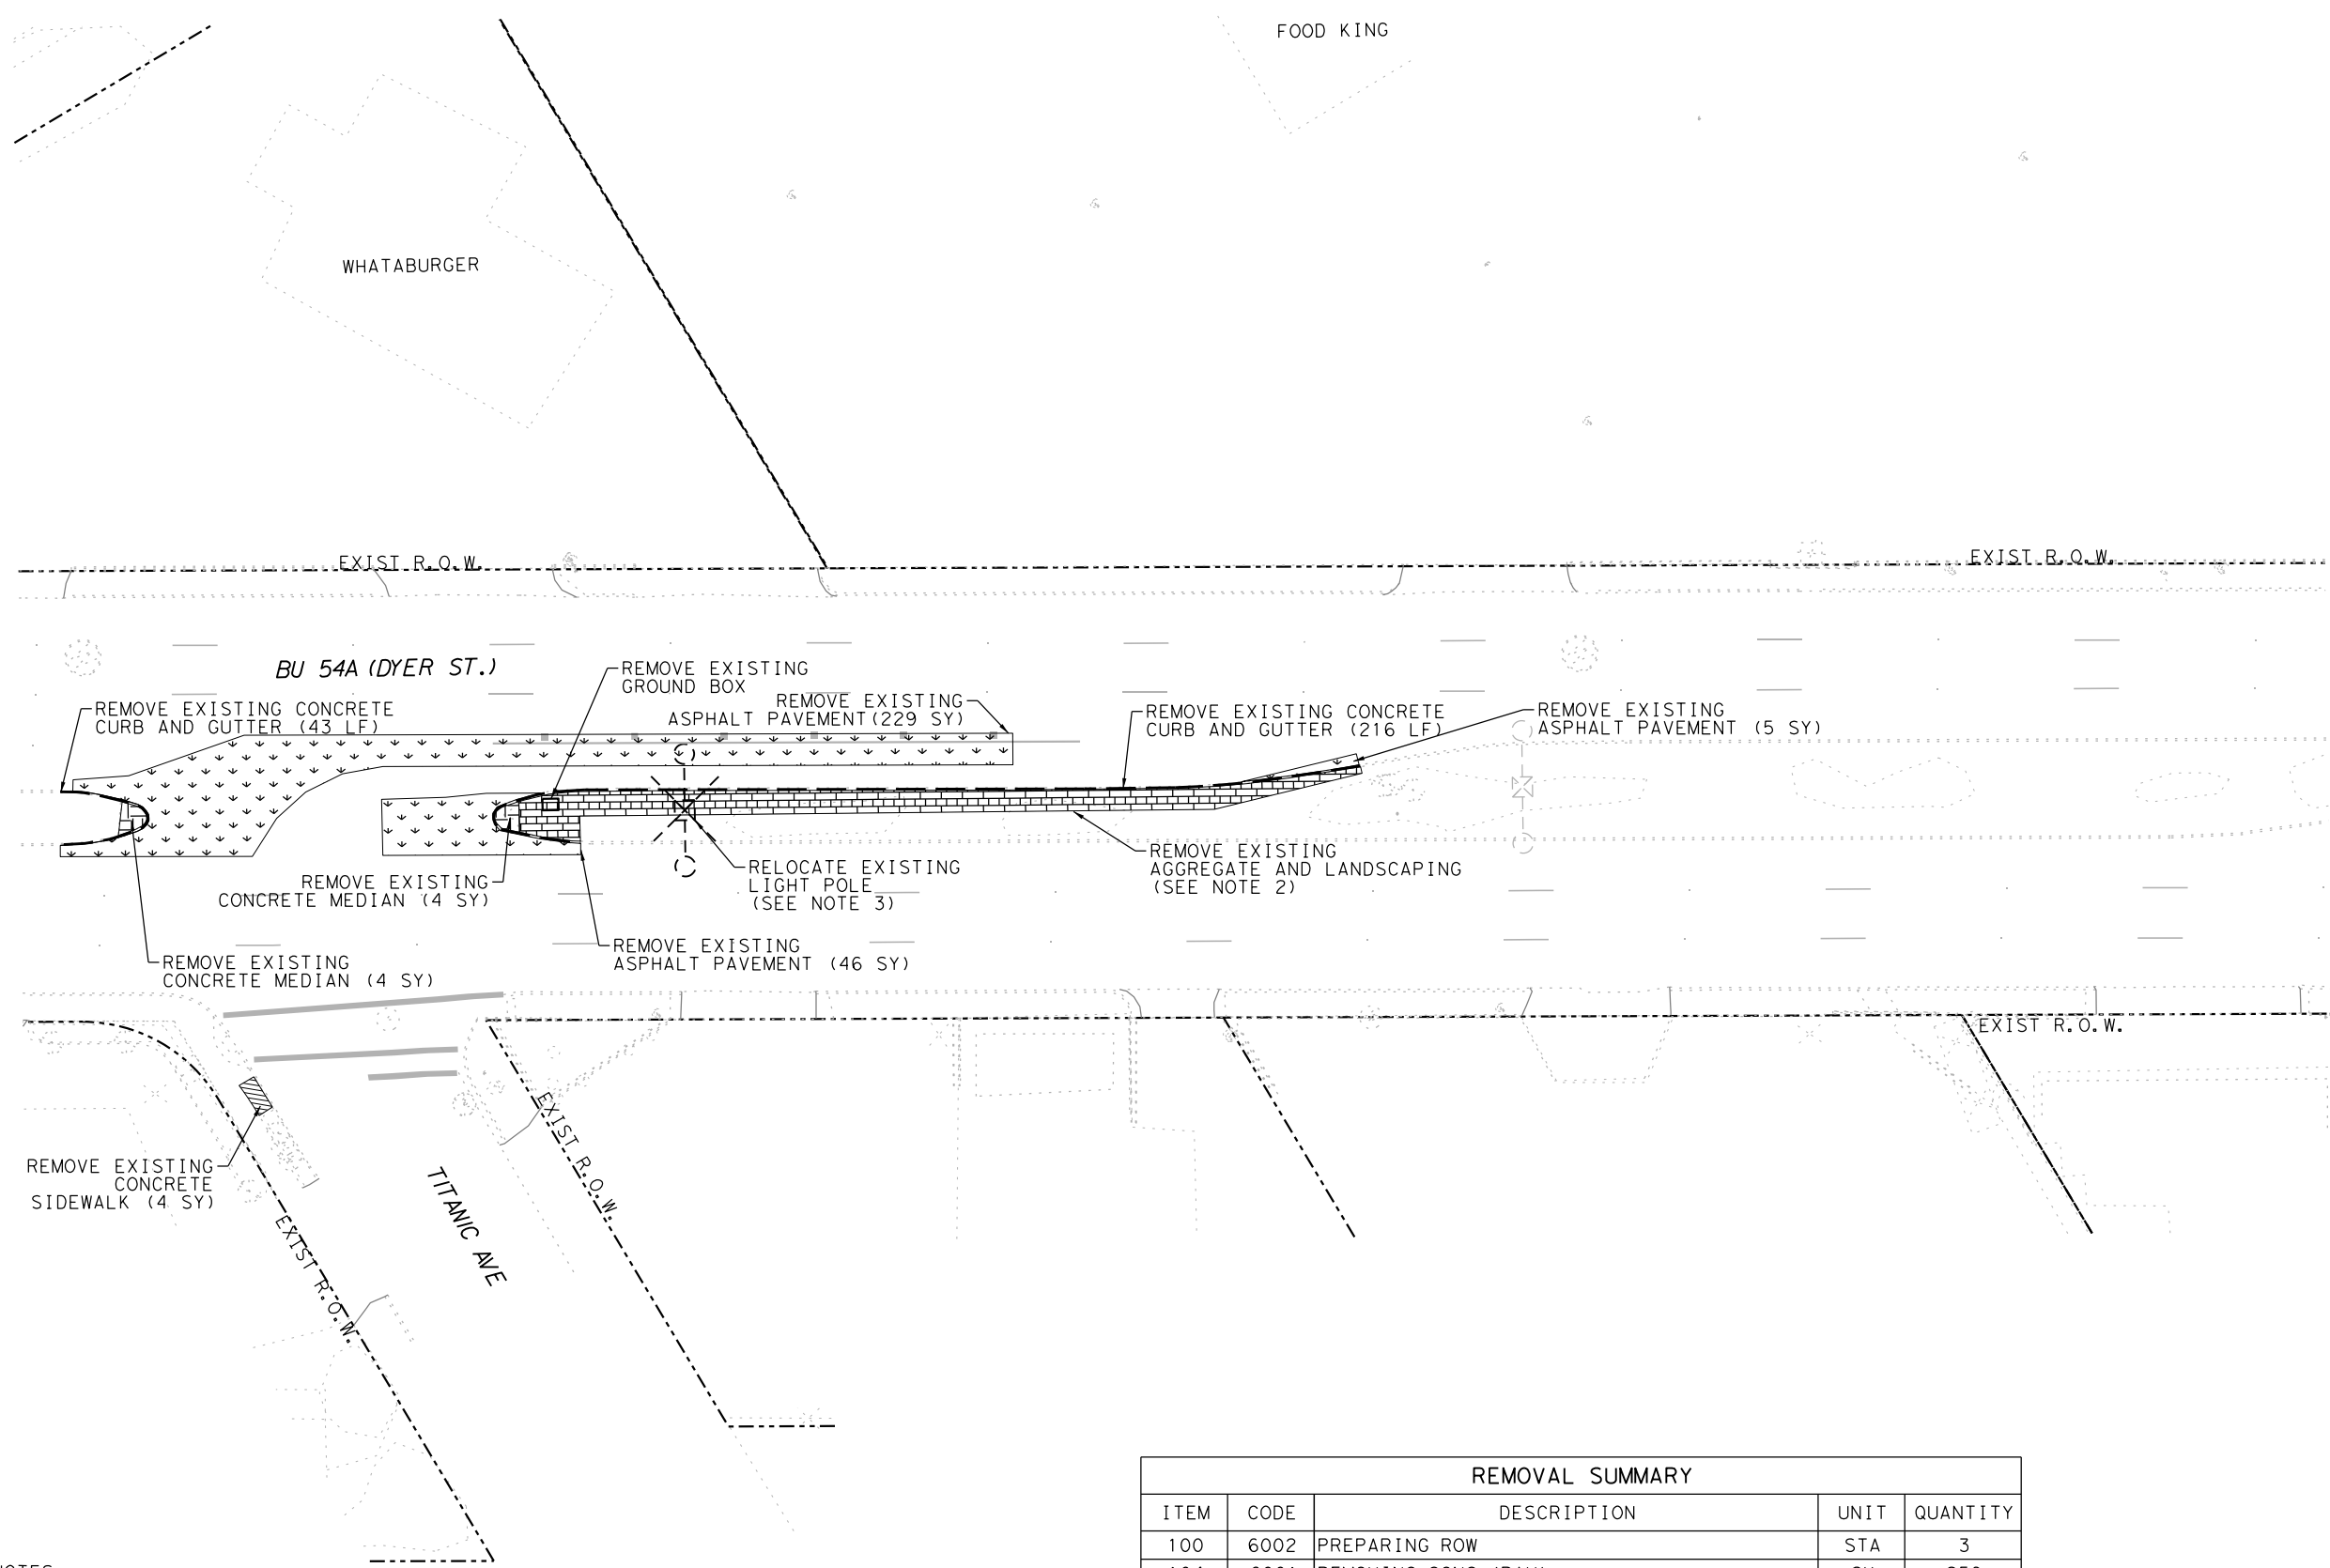 FOOD KING
WHATABURGER
EXIST R.O.W.
EXIST R.O.W.
BU 54A (DYER ST.)
REMOVE EXISTING
GROUND BOX
REMOVE EXISTING
ASPHALT PAVEMENT(229 SY)
REMOVE EXISTING CONCRETE
CURB AND GUTTER (43 LF)
REMOVE EXISTING CONCRETE
CURB AND GUTTER (216 LF)
REMOVE EXISTING
ASPHALT PAVEMENT (5 SY)
REMOVE EXISTING
AGGREGATE AND LANDSCAPING
(SEE NOTE 2)
RELOCATE EXISTING
LIGHT POLE
(SEE NOTE 3)
REMOVE EXISTING
CONCRETE MEDIAN (4 SY)
REMOVE EXISTING
ASPHALT PAVEMENT (46 SY)
REMOVE EXISTING
CONCRETE MEDIAN (4 SY)
EXIST R.O.W.
EXIST R.O.W.
REMOVE EXISTING
CONCRETE
SIDEWALK (4 SY)
TITANIC AVE
EXIST R.O.W.
REMOVAL SUMMARY
ITEM CODE DESCRIPTION UNIT QUANTITY
100 6002 PREPARING ROW STA 3